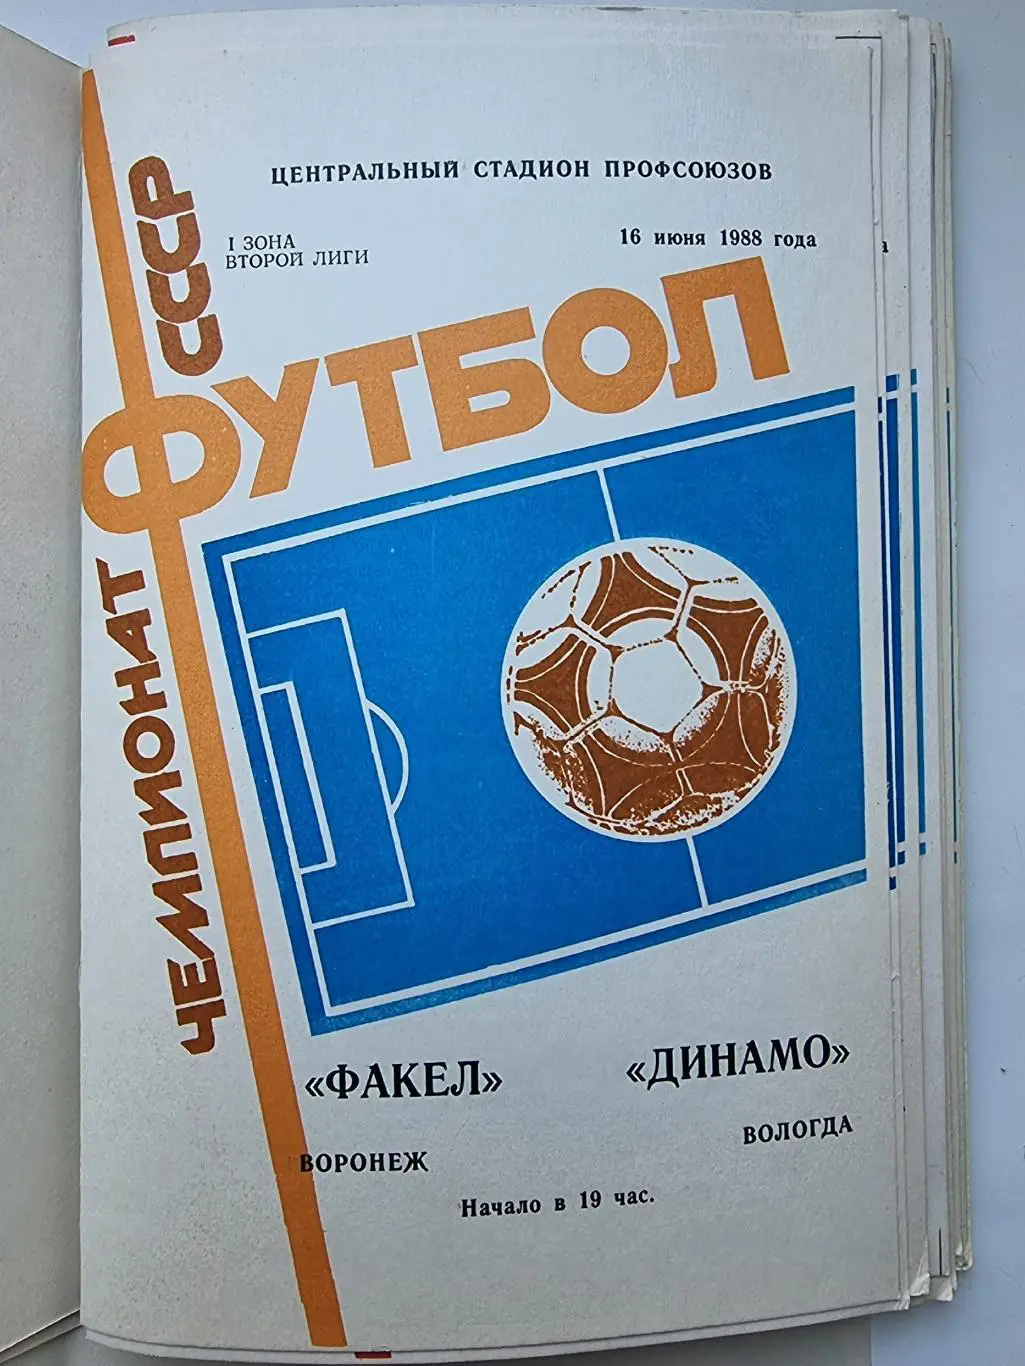 ЦЕНТРАЛЬНЫЙ СТАДИОН ПРОФСОЮЗОВ
I ЗОНА
ВТОРОЙ ЛИГИ
16 июня 1988 года
а
ЧЕМПИОНАТ СССР
ФУТБОЛ
«ФАКЕЛ»
ВОРОНЕЖ
«ДИНАМО»
ВОЛОГДА
Начало в 19 час.